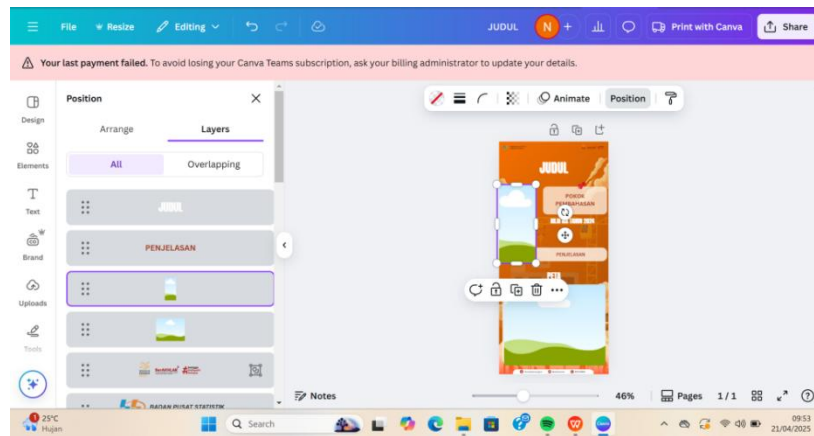 File Resize Editing JUDUL N + Print with Canva Share
Your last payment failed. To avoid losing your Canva Teams subscription, ask your billing administrator to update your details.
Position
Animate Position
Design
Arrange Layers
Elements
All Overlapping
JUDUL
JUDUL
Text
POKOK
PEMBAHASAN
Brand
PENJELASAN
PENJELASAN
Uploads
Tools
BADAN PUSAT STATISTIK
Notes
46% Pages 1/1
25°C
Hujan
Search
09:53
21/04/2025